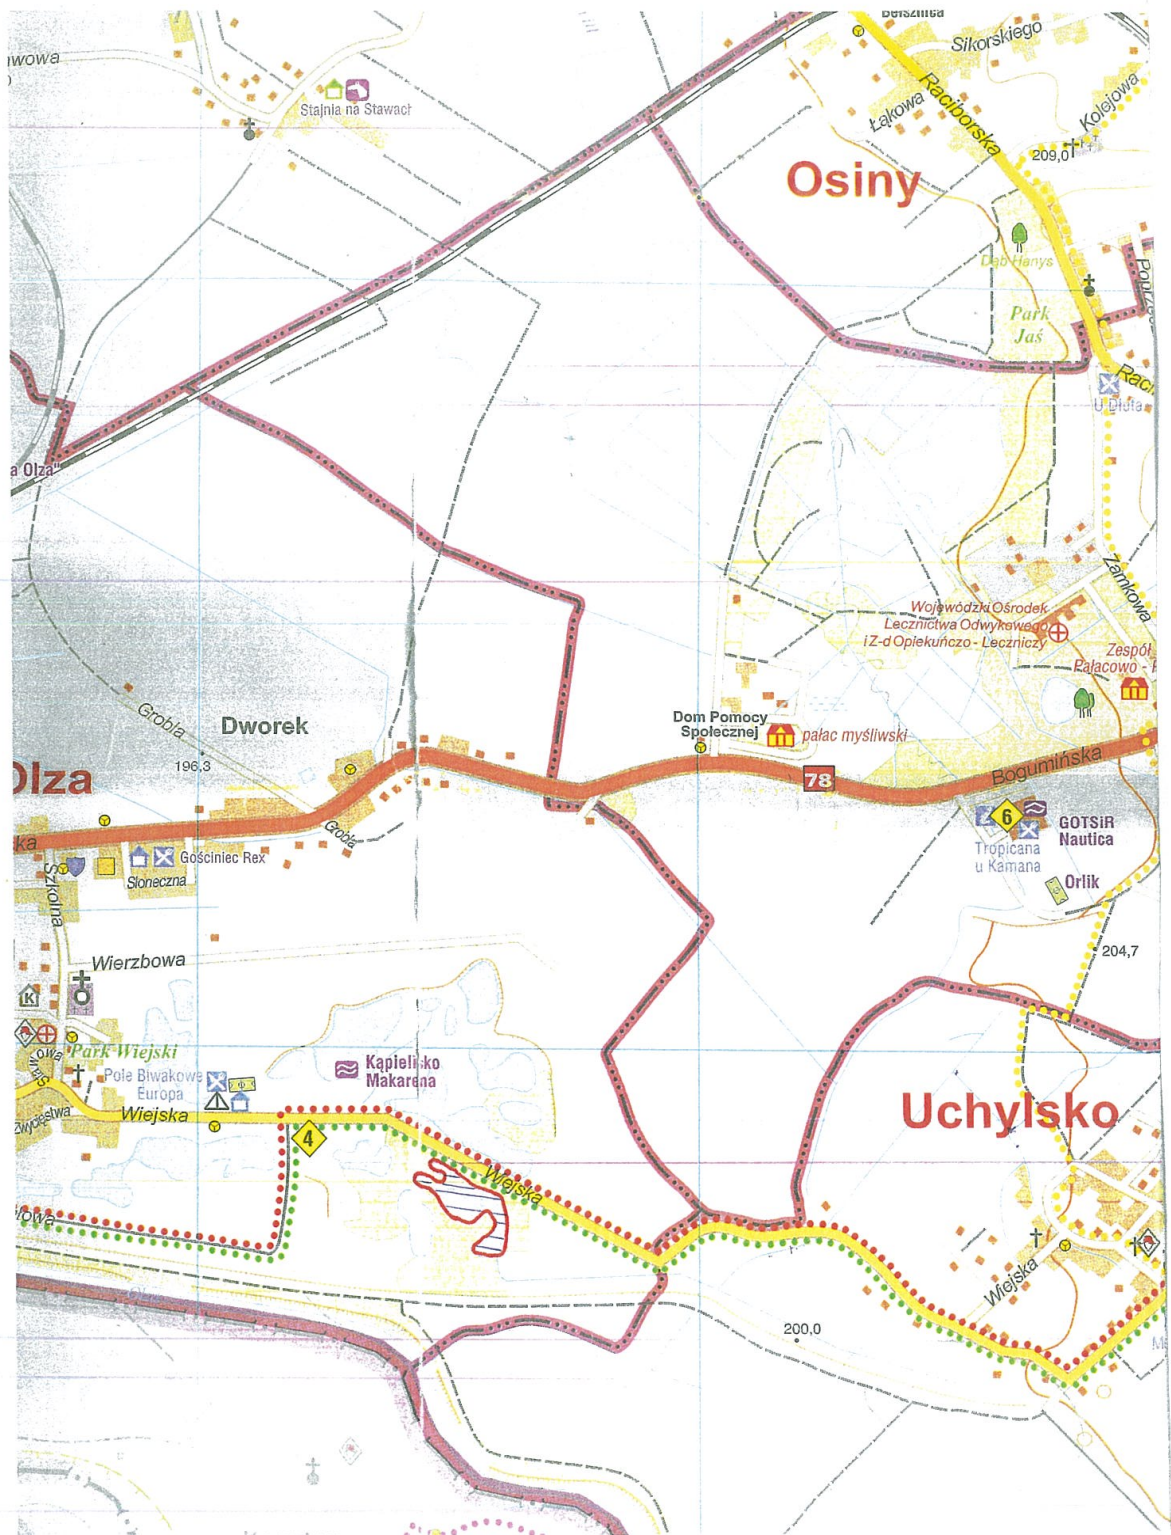 Sikorskiego
Stajnia na Stawach
Łąkowa
Raciborska
Kolejowa
209,0
Osiny
Dąb Hanys
Park
Jaś
U Dluta
Zamkowa
Wojewódzki Ośrodek
Lecznictwa Odwykowego
i Z-d Opiekuńczo - Leczniczy
Zespół
Pałacowo - P
Grobla
Dworek
196,3
Dom Pomocy
Społecznej
pałac myśliwski
78
Bogumińska
Olza
Grobla
Gościniec Rex
Słoneczna
Szkolna
6
GOTSiR
Nautica
Tropicana
u Kamana
Orlik
204,7
Wierzbowa
K
Park Wiejski
Pole Biwakowe
Europa
Kąpielisko
Makarena
Wiejska
4
Wiejska
Uchylsko
Wiejska
200,0